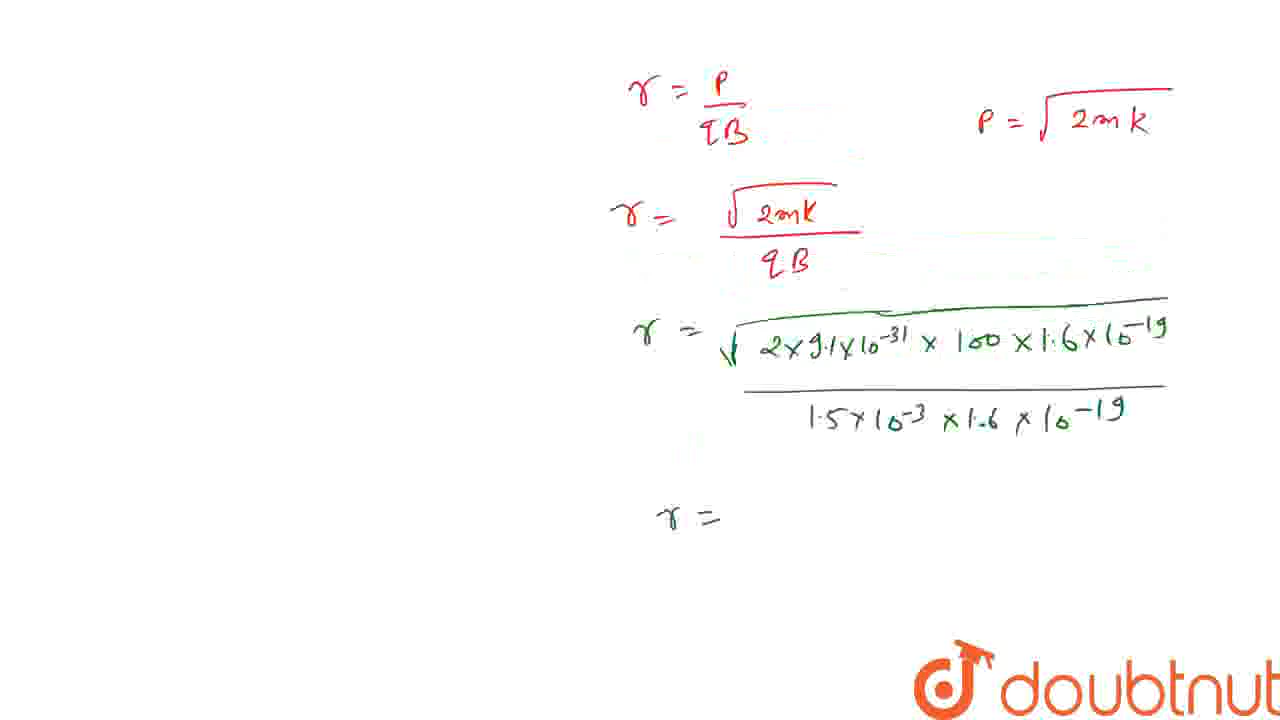 r = P / qB
P = √2mK
r = √2mK / qB
r = √2×9.1×10⁻³¹ × 100 ×1.6×10⁻¹⁹ / 1.5×10⁻³ ×1.6 ×10⁻¹⁹
r =
doubtnut